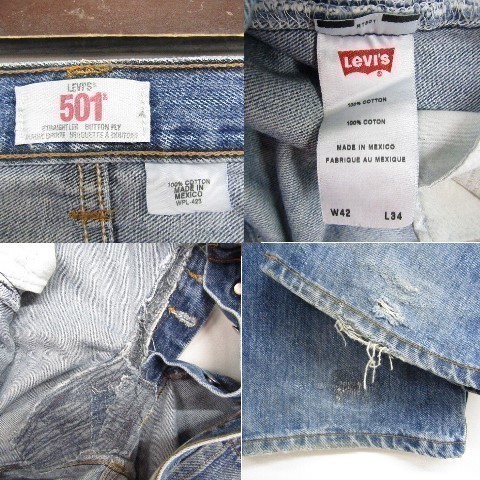 LEVI'S®
501®
STRAIGHT LEG BUTTON FLY
100% COTTON
MADE IN
MEXICO
WPL-423
LEVI'S
®
100% COTTON
100% COTON
MADE IN MEXICO
FABRIQUE AU MEXIQUE
W42 L34